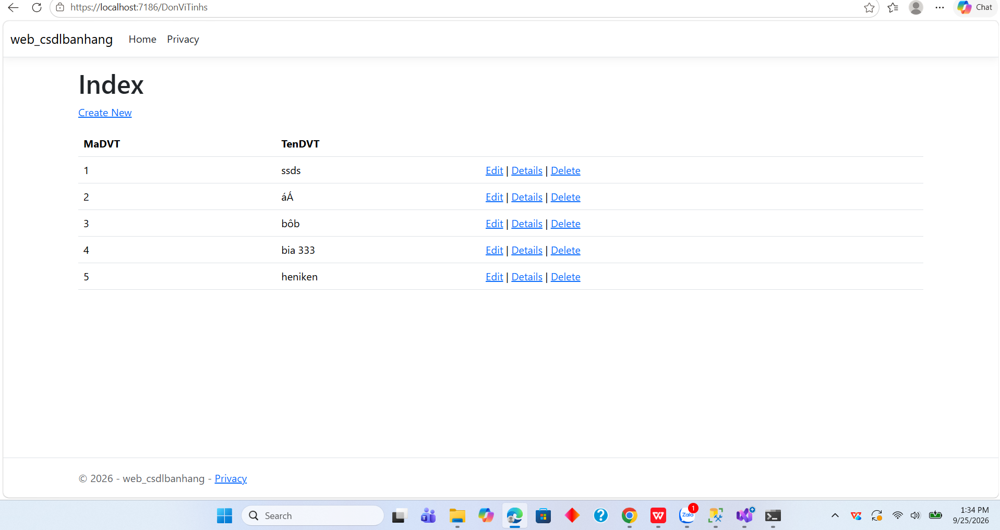 https://localhost:7186/DonViTinhs
Chat
web_csdlbanhang Home Privacy
Index
Create New
MaDVT TenDVT
1 ssds Edit | Details | Delete
2 áÁ Edit | Details | Delete
3 bôb Edit | Details | Delete
4 bia 333 Edit | Details | Delete
5 heniken Edit | Details | Delete
© 2026 - web_csdlbanhang - Privacy
Search
Zalo
1
1:34 PM
9/25/2026